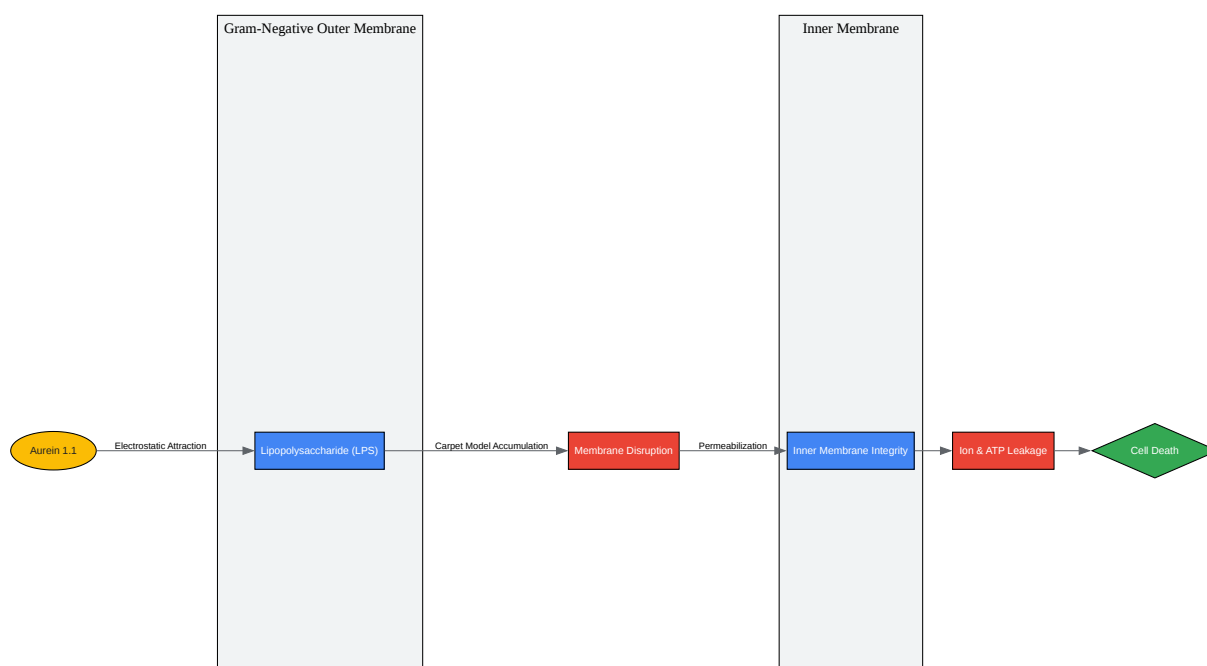 Gram-Negative Outer Membrane
Inner Membrane
Aurein 1.1
Electrostatic Attraction
Lipopolysaccharide (LPS)
Carpet Model Accumulation
Membrane Disruption
Permeabilization
Inner Membrane Integrity
Ion & ATP Leakage
Cell Death